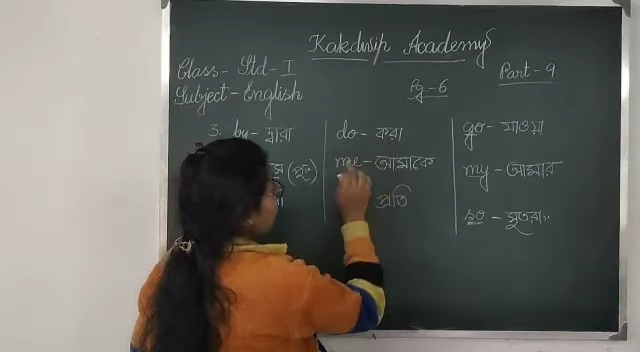 Kakdwip Academy
Class- Std-I
Part-9
Subject-English
Pg-6
3. by- দ্বারা
do- করা
go- যাওয়া
me-আমাকে
my-আমার
প্রতি
so-সুতরাং